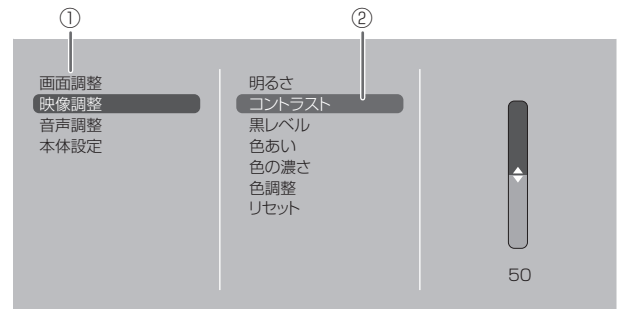 ①
②
画面調整
映像調整
音声調整
本体設定
明るさ
コントラスト
黒レベル
色あい
色の濃さ
色調整
リセット
50